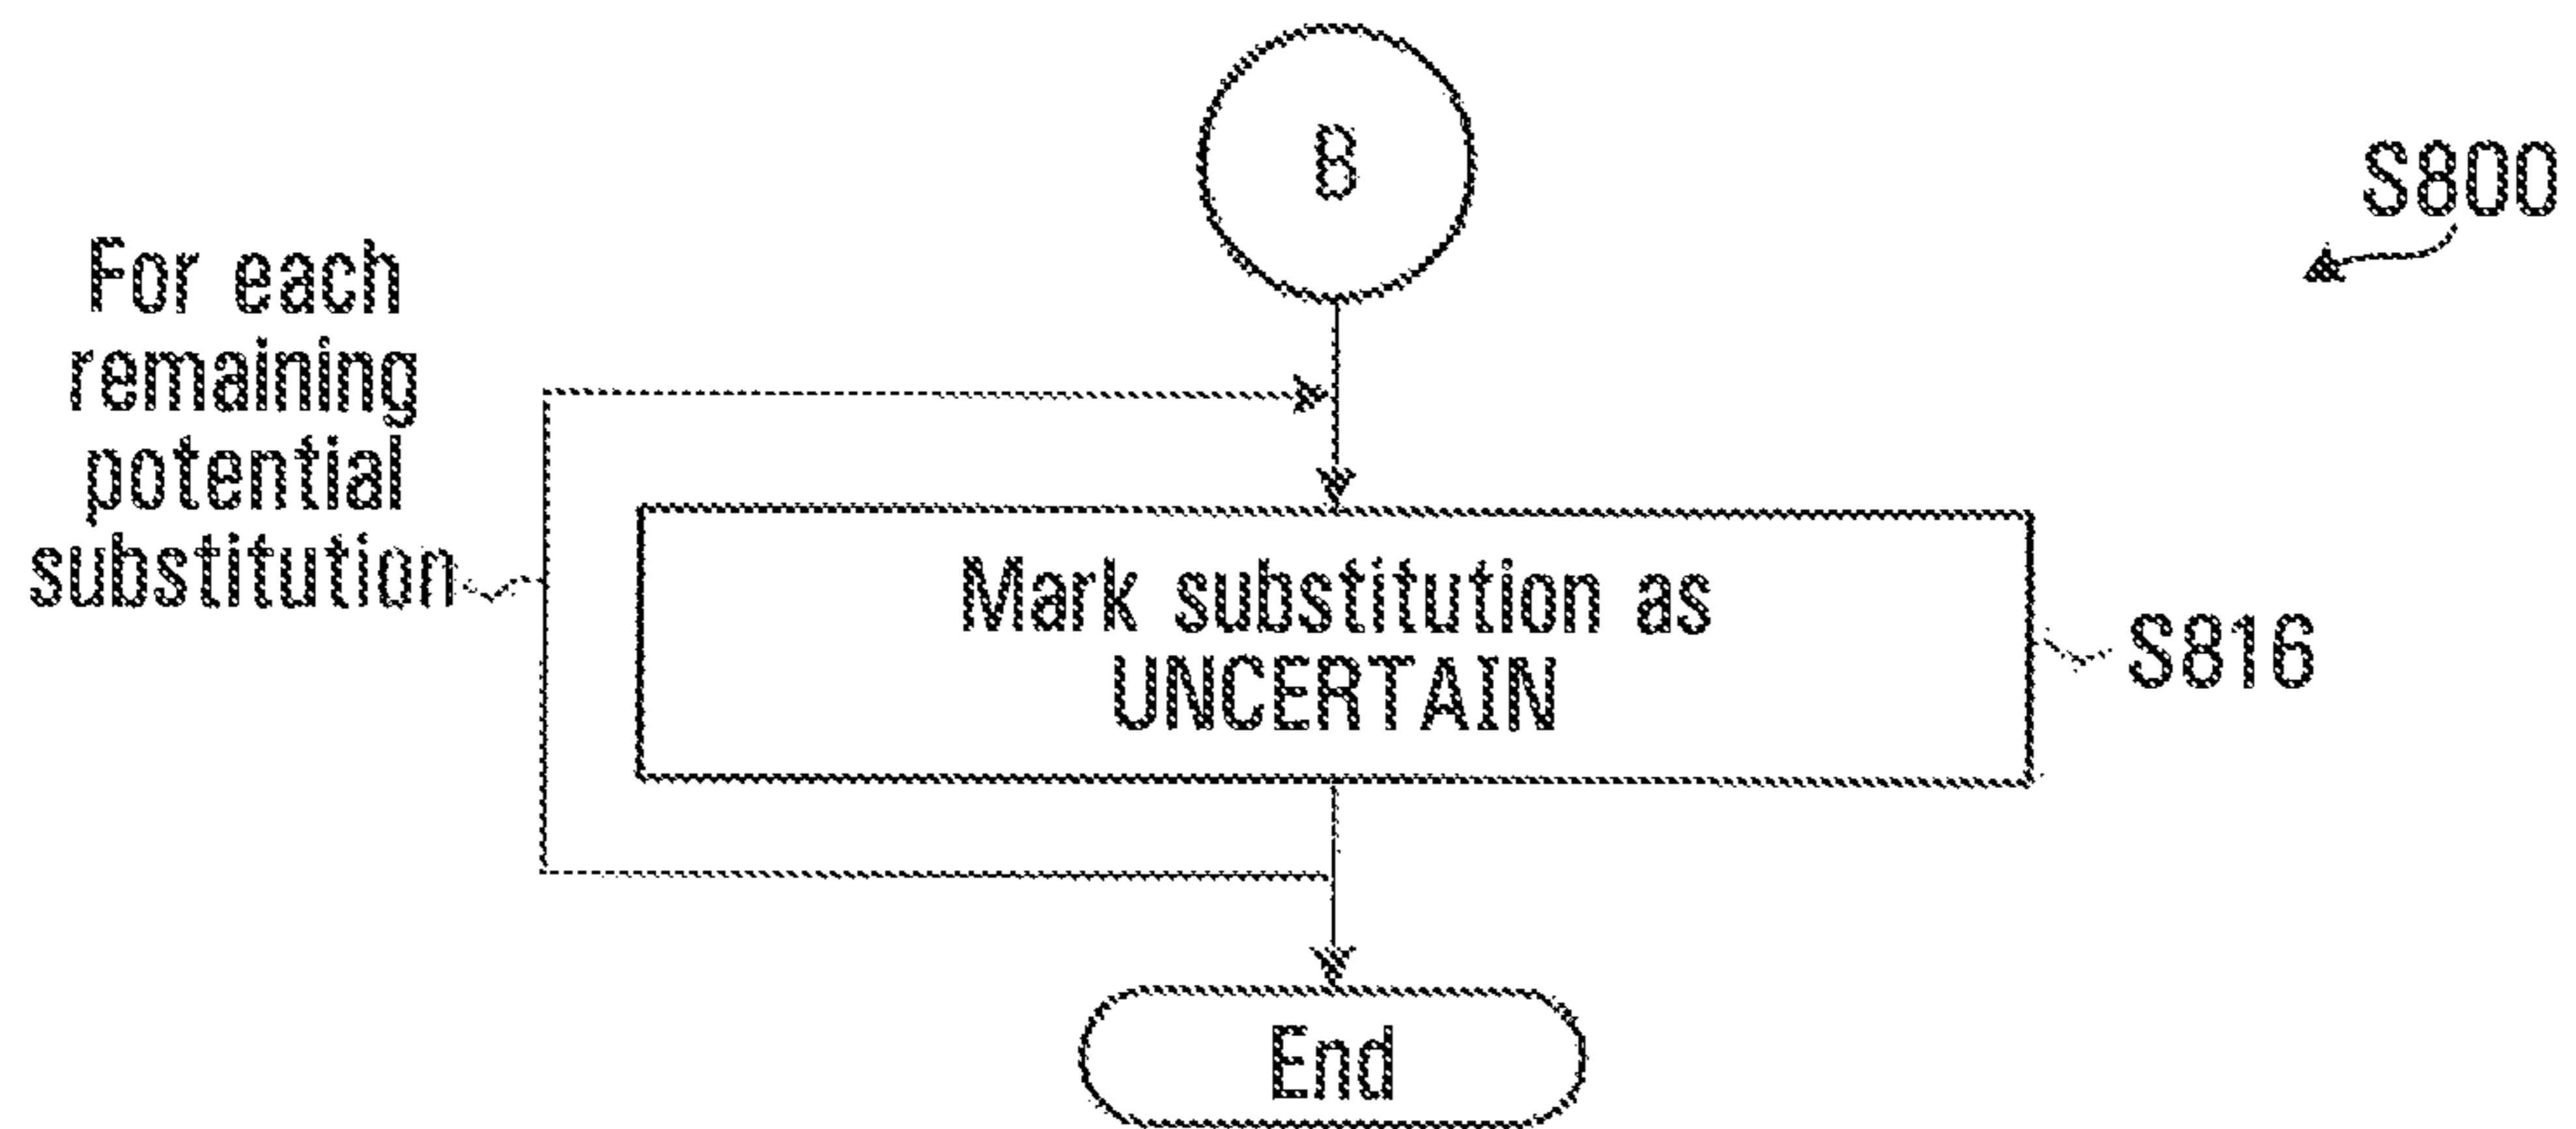 B
S800
For each
remaining
potential
substitution
Mark substitution as
UNCERTAIN
S816
End